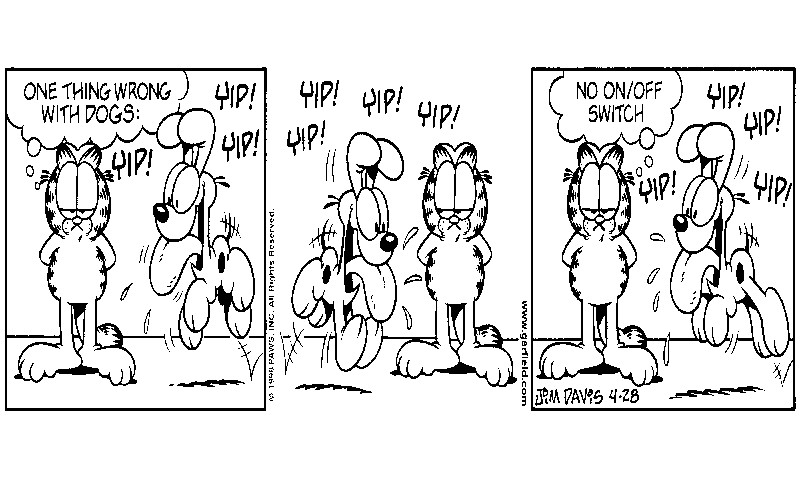 ONE THING WRONG
WITH DOGS:
YIP!
YIP!
YIP!
© 1998 PAWS, INC. All Rights Reserved.
YIP!
YIP!
YIP!
YIP!
www.garfield.com
NO ON/OFF
SWITCH
YIP!
YIP!
YIP!
YIP!
JIM DAVIS 4-28